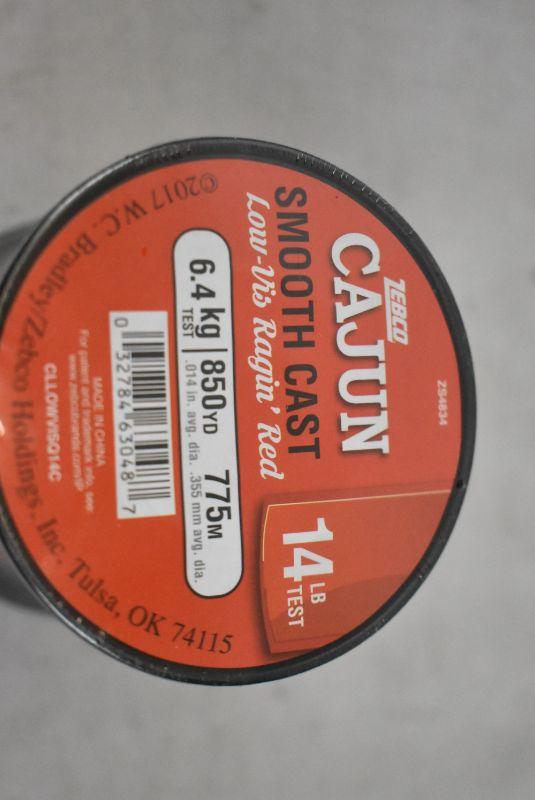 ZS4834
ZEBCO
CAJUN
SMOOTH CAST
Low-Vis Ragin' Red
14 LB TEST
6.4 kg TEST 850 YD 775 M
.014 in. avg. dia. .355 mm avg. dia.
0 32784 63048 7
MADE IN CHINA
For patent and trademark info, see:
www.zebcobrands.com/ip
CLLOWVISQ14C
©2017 W.C. Bradley/Zebco Holdings, Inc. Tulsa, OK 74115